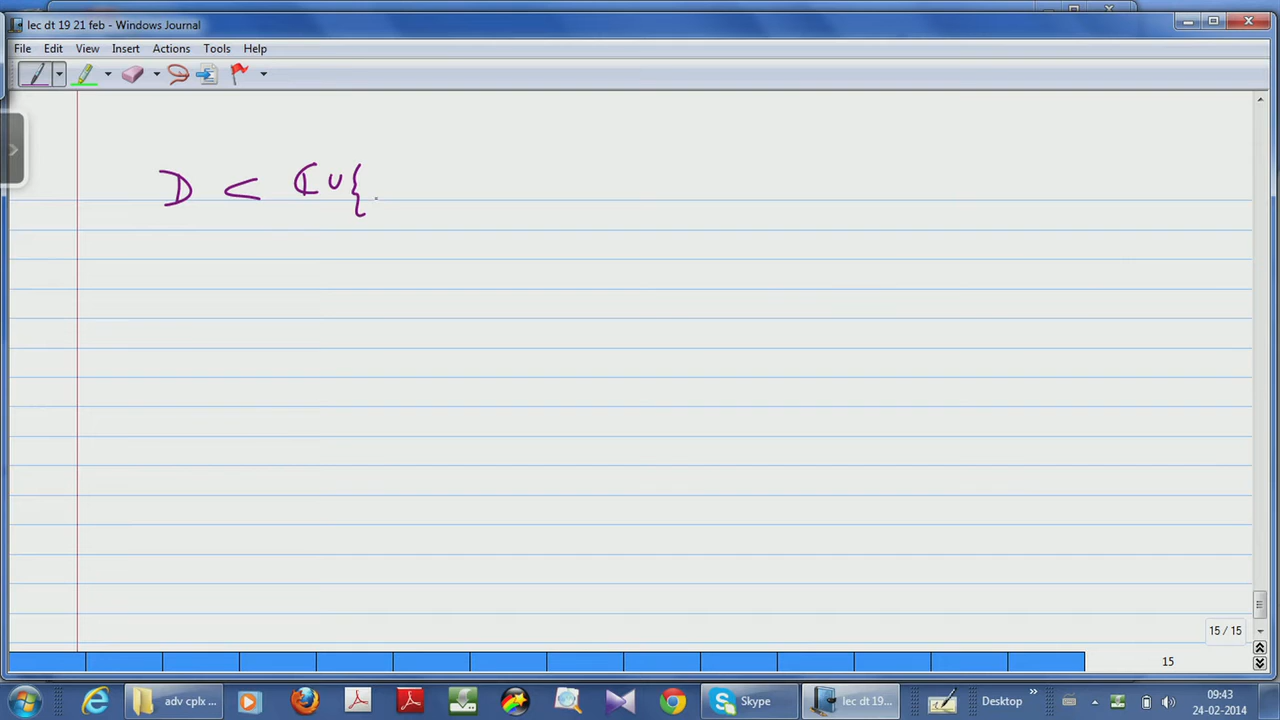 lec dt 19 21 feb - Windows Journal
File Edit View Insert Actions Tools Help
D ⊂ ℂ ∪ {
15 / 15
15
adv cplx ...
Skype
lec dt 19...
Desktop
»
09:43
24-02-2014